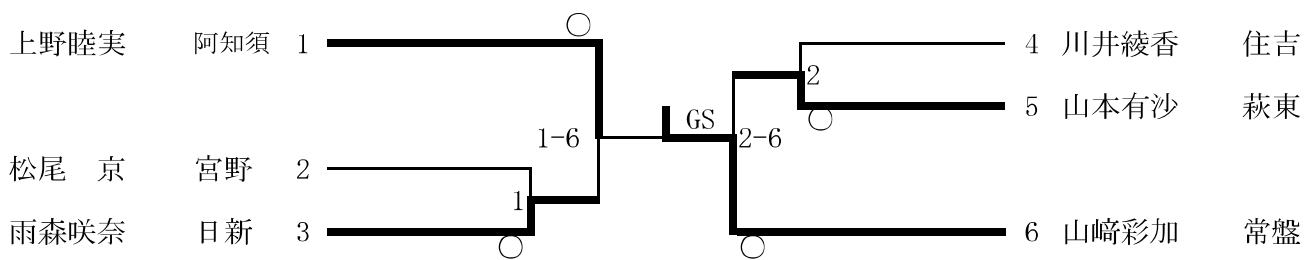 上野睦実 阿知須 1
松尾 京 宮野 2
雨森咲奈 日新 3
1-6
1
GS
2
2-6
4 川井綾香 住吉
5 山本有沙 萩東
6 山﨑彩加 常盤